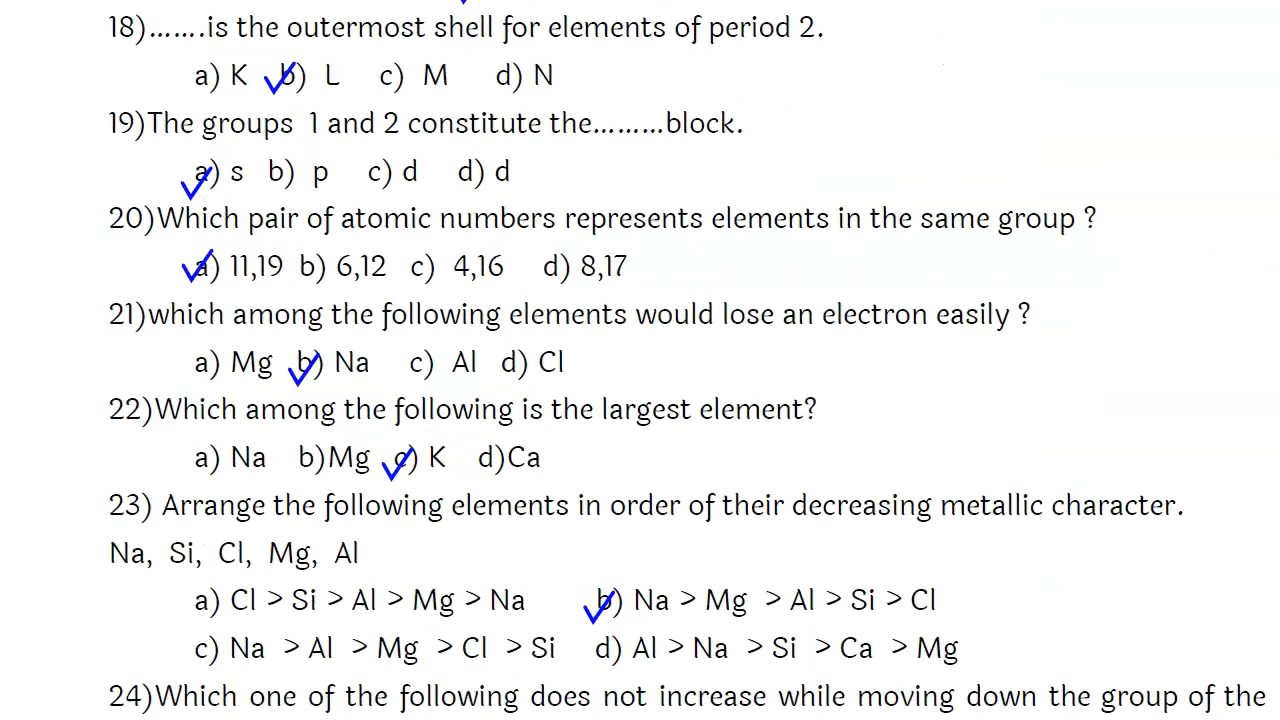 18).......is the outermost shell for elements of period 2.
a) K b) L c) M d) N
19)The groups 1 and 2 constitute the.........block.
a) s b) p c) d d) d
20)Which pair of atomic numbers represents elements in the same group ?
a) 11,19 b) 6,12 c) 4,16 d) 8,17
21)which among the following elements would lose an electron easily ?
a) Mg b) Na c) Al d) Cl
22)Which among the following is the largest element?
a) Na b)Mg c) K d)Ca
23) Arrange the following elements in order of their decreasing metallic character.
Na, Si, Cl, Mg, Al
a) Cl > Si > Al > Mg > Na b) Na > Mg > Al > Si > Cl
c) Na > Al > Mg > Cl > Si d) Al > Na > Si > Ca > Mg
24)Which one of the following does not increase while moving down the group of the